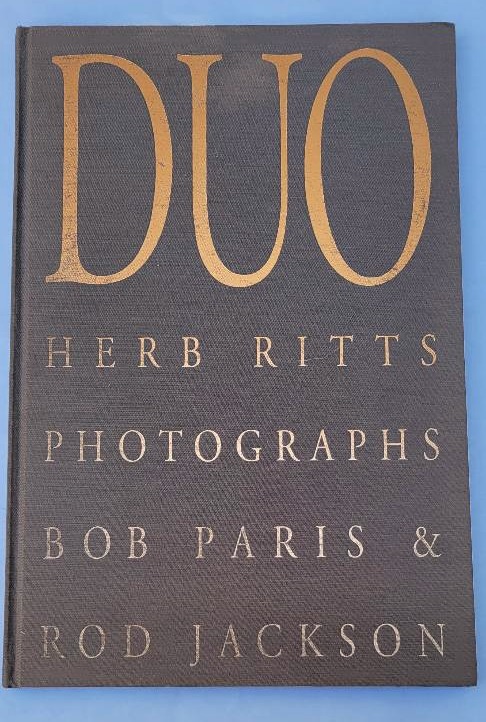 DUO
HERB RITTS
PHOTOGRAPHS
BOB PARIS &
ROD JACKSON